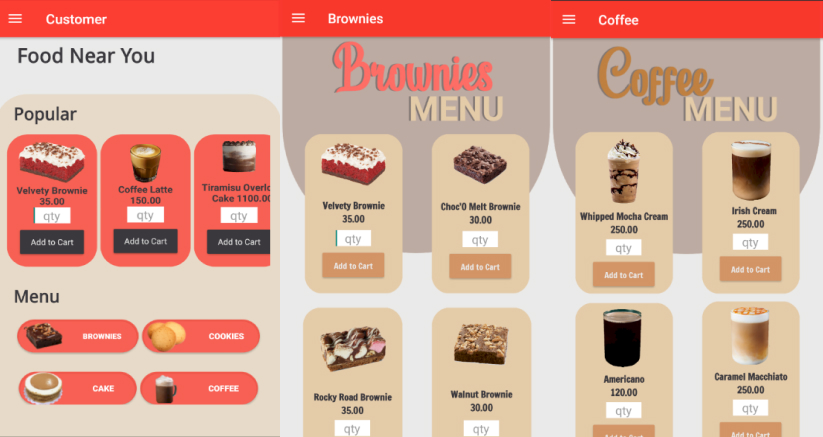 Customer
Food Near You
Popular
Velvety Brownie
35.00
qty
Add to Cart
Coffee Latte
150.00
qty
Add to Cart
Tiramisu Overlo
Cake 1100.00
qty
Add to Cart
Menu
BROWNIES
COOKIES
CAKE
COFFEE
Brownies
Brownies
MENU
Velvety Brownie
35.00
qty
Add to Cart
Choc'O Melt Brownie
30.00
qty
Add to Cart
Rocky Road Brownie
35.00
qty
Walnut Brownie
30.00
qty
Coffee
Coffee
MENU
Whipped Mocha Cream
250.00
qty
Add to Cart
Irish Cream
250.00
qty
Add to Cart
Americano
120.00
qty
Add to Cart
Caramel Macchiato
250.00
qty
Add to Cart